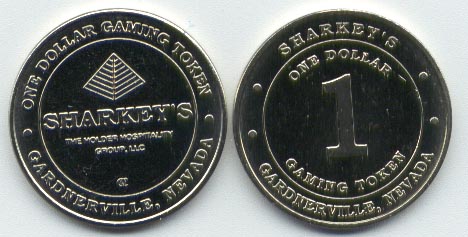 ONE DOLLAR GAMING TOKEN
SHARKEY'S
THE HOLDER HOSPITALITY
GROUP, LLC
GARDNERVILLE, NEVADA
SHARKEY'S
ONE DOLLAR
1
GAMING TOKEN
GARDNERVILLE, NEVADA